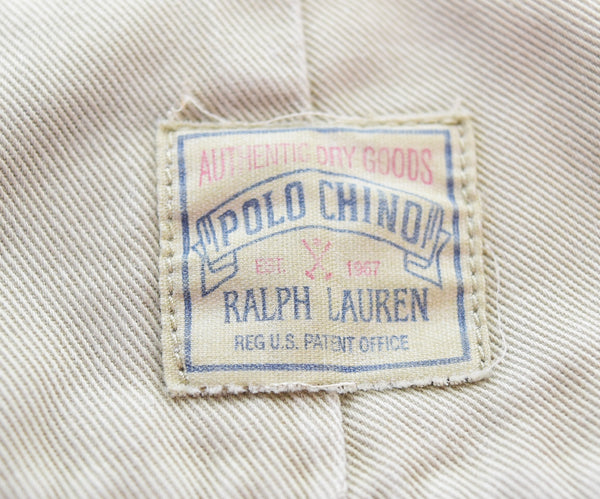 AUTHENTIC DRY GOODS
POLO CHINO
EST. 1967
RALPH LAUREN
REG U.S. PATENT OFFICE